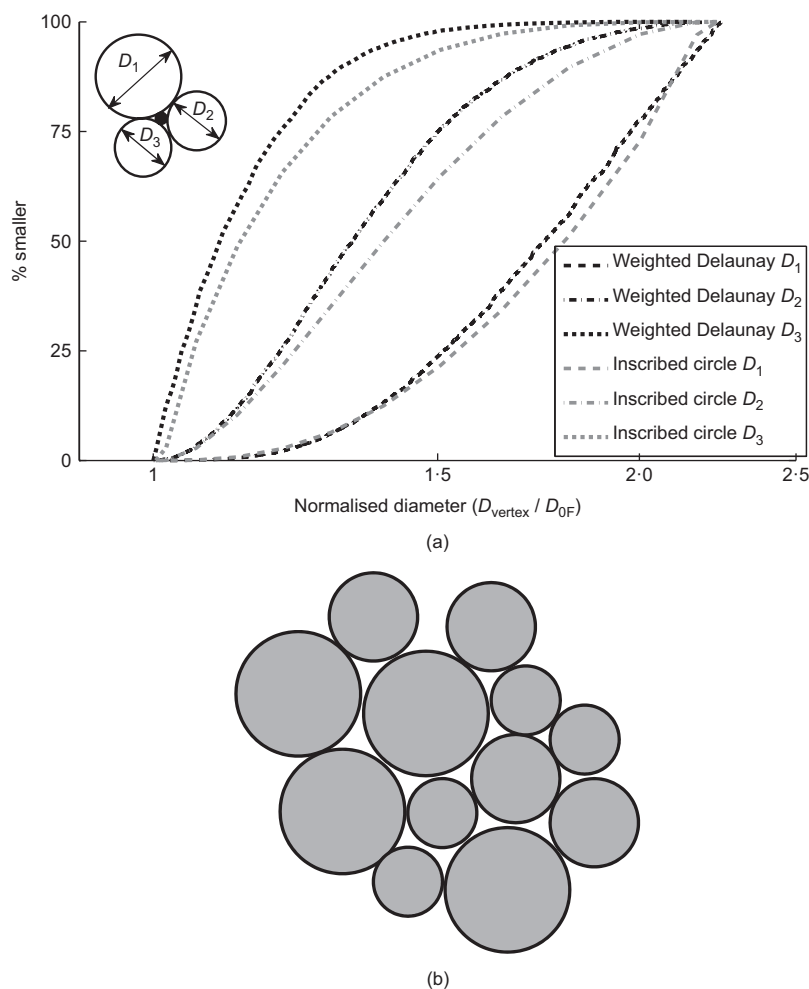 100
75
50
25
0
% smaller
D1
D2
D3
Weighted Delaunay D1
Weighted Delaunay D2
Weighted Delaunay D3
Inscribed circle D1
Inscribed circle D2
Inscribed circle D3
1
1·5
2·0
2·5
Normalised diameter (Dvertex / D0F)
(a)
(b)